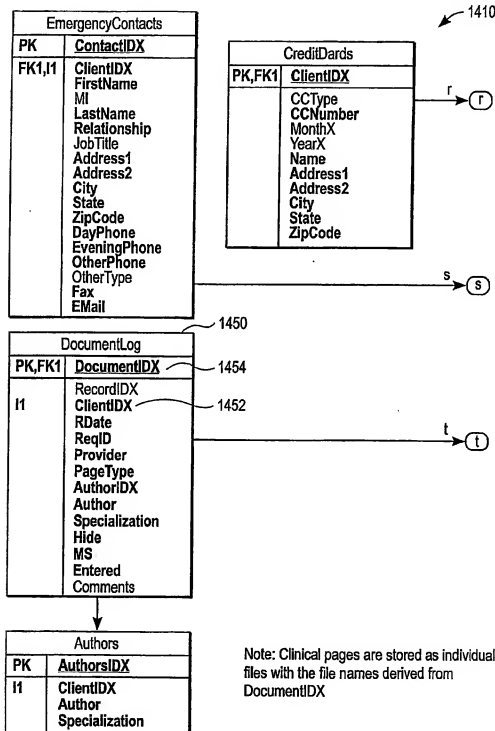 1410
EmergencyContacts
PK ContactIDX
FK1,I1 ClientIDX
FirstName
MI
LastName
Relationship
JobTitle
Address1
Address2
City
State
ZipCode
DayPhone
EveningPhone
OtherPhone
OtherType
Fax
EMail
CreditDards
PK,FK1 ClientIDX
CCType
CCNumber
MonthX
YearX
Name
Address1
Address2
City
State
ZipCode
r r
s s
1450
DocumentLog
PK,FK1 DocumentIDX 1454
RecordIDX
I1 ClientIDX 1452
RDate
ReqID
Provider
PageType
AuthorIDX
Author
Specialization
Hide
MS
Entered
Comments
t t
Authors
PK AuthorsIDX
I1 ClientIDX
Author
Specialization
Note: Clinical pages are stored as individual
files with the file names derived from
DocumentIDX